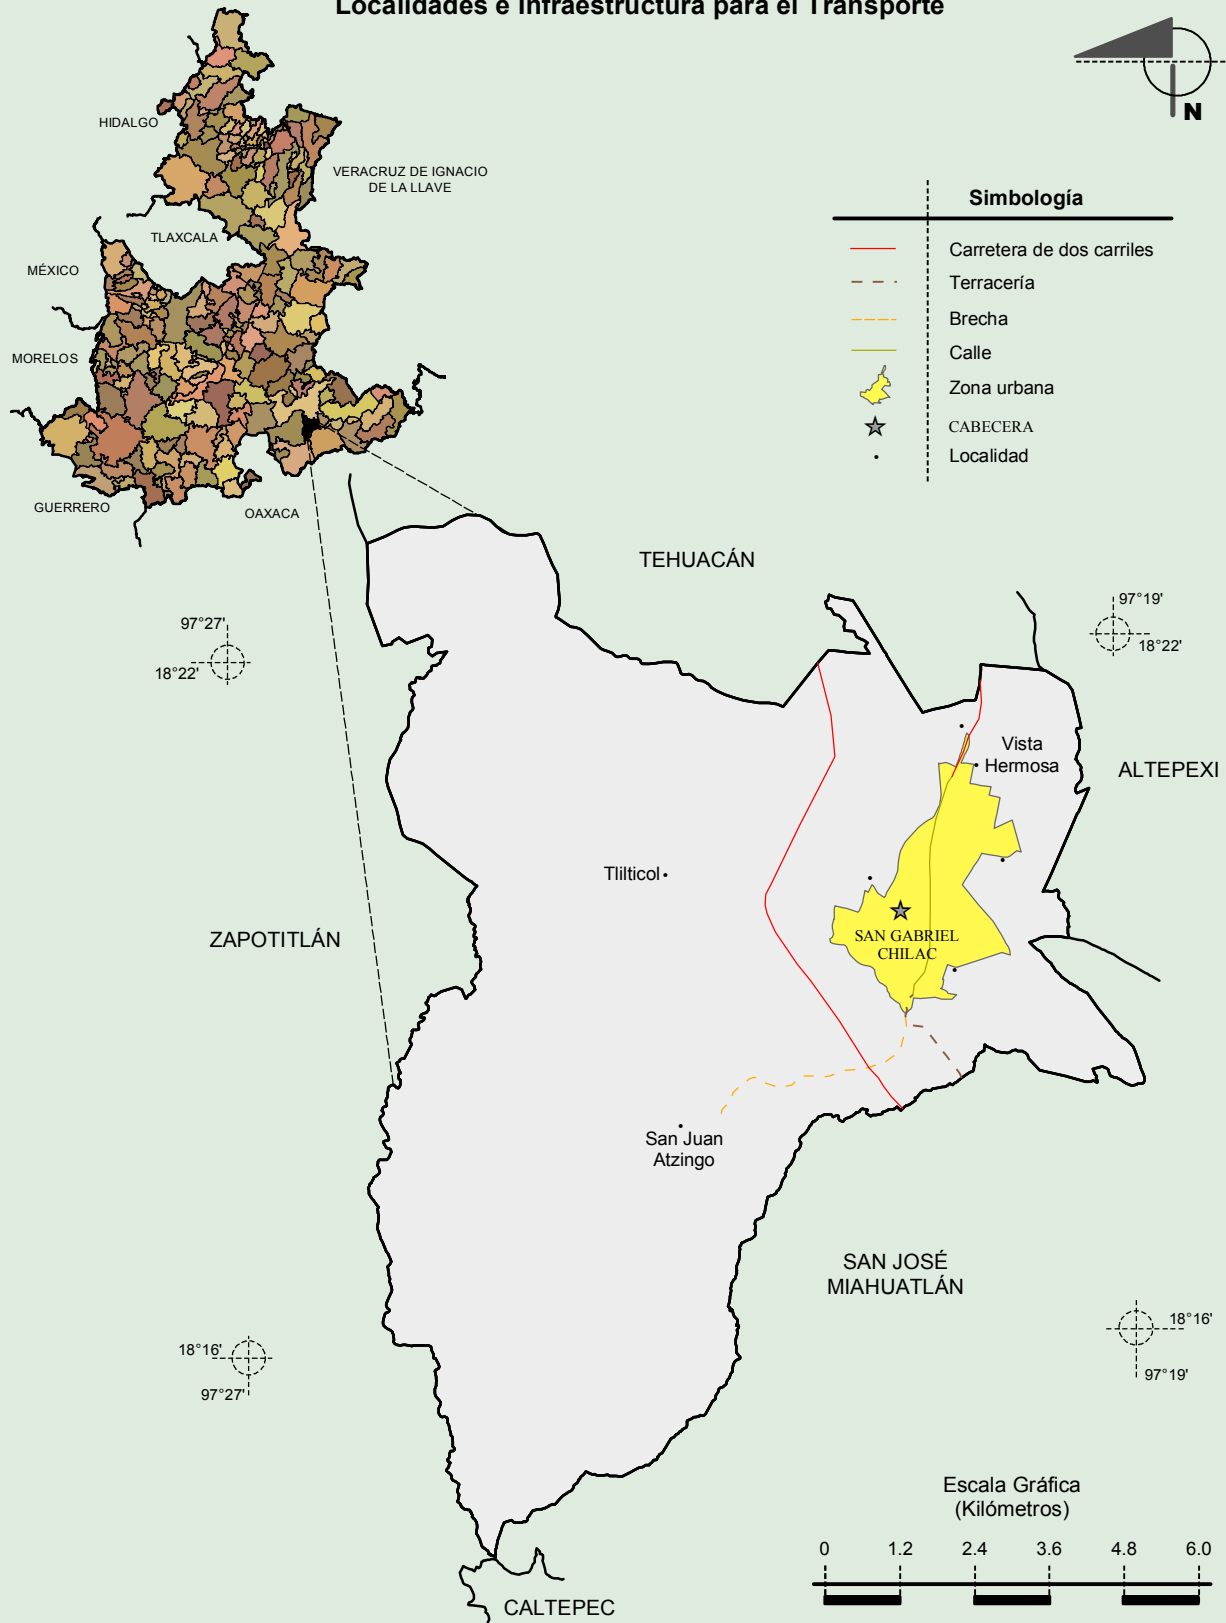 Localidades e Infraestructura para el Transporte
N
HIDALGO
VERACRUZ DE IGNACIO
DE LA LLAVE
TLAXCALA
MÉXICO
MORELOS
GUERRERO
OAXACA
Simbología
Carretera de dos carriles
Terracería
Brecha
Calle
Zona urbana
CABECERA
Localidad
TEHUACÁN
97°27'
18°22'
97°19'
18°22'
Vista
Hermosa
ALTEPEXI
Tlilticol
ZAPOTITLÁN
SAN GABRIEL
CHILAC
San Juan
Atzingo
SAN JOSÉ
MIAHUATLÁN
18°16'
97°27'
18°16'
97°19'
Escala Gráfica
(Kilómetros)
0 1.2 2.4 3.6 4.8 6.0
CALTEPEC